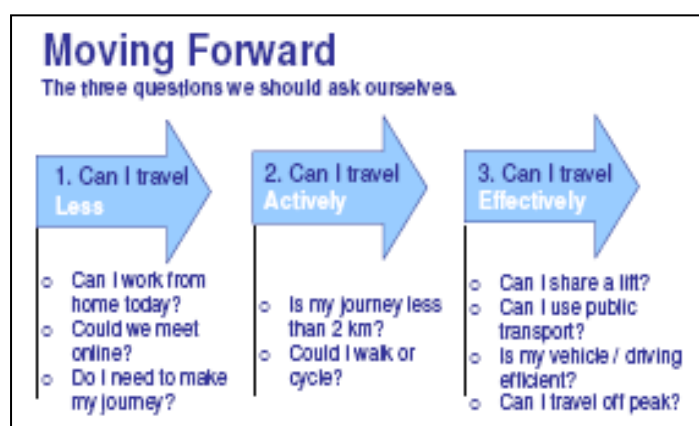 Moving Forward
The three questions we should ask ourselves.
1. Can I travel
Less
o Can I work from
home today?
o Could we meet
online?
o Do I need to make
my journey?
2. Can I travel
Actively
o Is my journey less
than 2 km?
o Could I walk or
cycle?
3. Can I travel
Effectively
o Can I share a lift?
o Can I use public
transport?
o Is my vehicle / driving
efficient?
o Can I travel off peak?